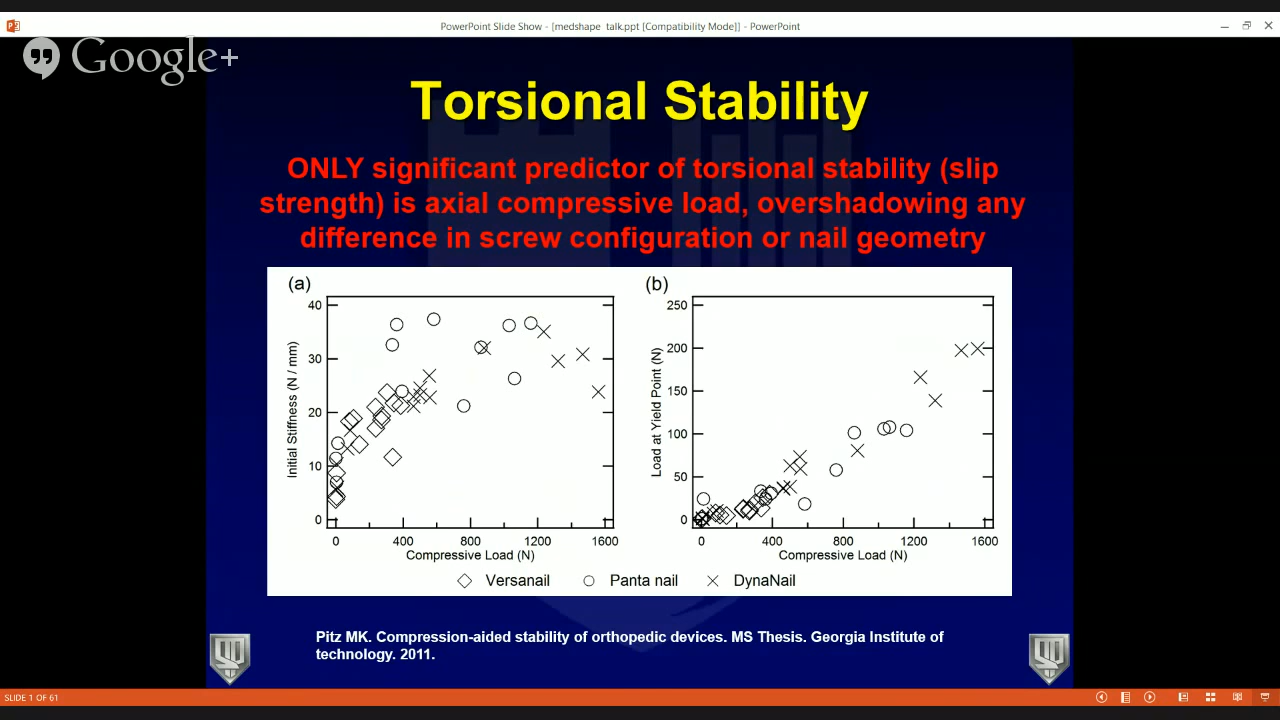 PowerPoint Slide Show - [medshape_talk.ppt [Compatibility Mode]] - PowerPoint
Google+
Torsional Stability
ONLY significant predictor of torsional stability (slip
strength) is axial compressive load, overshadowing any
difference in screw configuration or nail geometry
(a)
40
30
20
10
0
Initial Stiffness (N / mm)
0 400 800 1200 1600
Compressive Load (N)
(b)
250
200
150
100
50
0
Load at Yield Point (N)
0 400 800 1200 1600
Compressive Load (N)
Versanail Panta nail DynaNail
Pitz MK. Compression-aided stability of orthopedic devices. MS Thesis. Georgia Institute of
technology. 2011.
SLIDE 1 OF 61